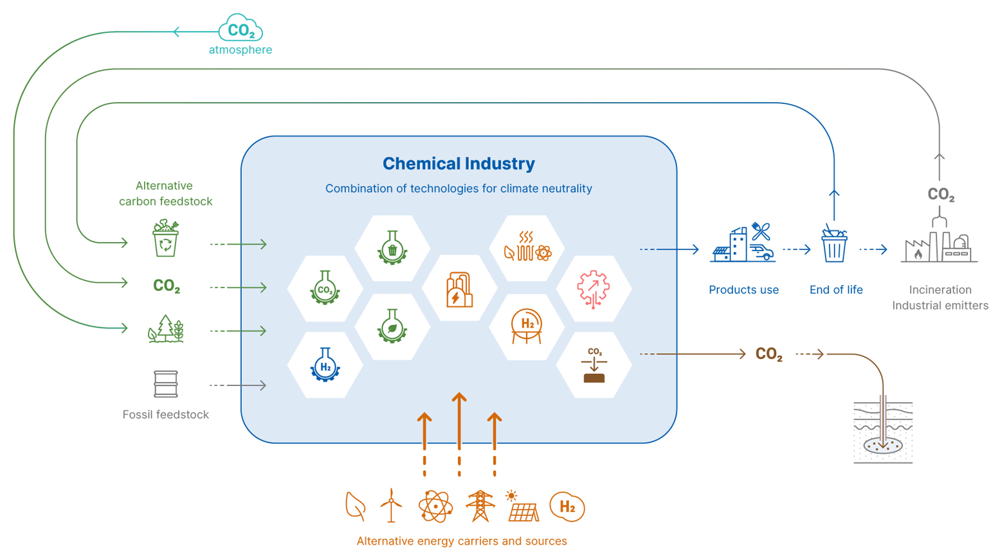 CO₂
atmosphere
Chemical Industry
Combination of technologies for climate neutrality
Alternative
carbon feedstock
CO₂
Fossil feedstock
CO₂
H₂
H₂
CO₂
Products use
End of life
CO₂
Incineration
Industrial emitters
CO₂
H₂
Alternative energy carriers and sources